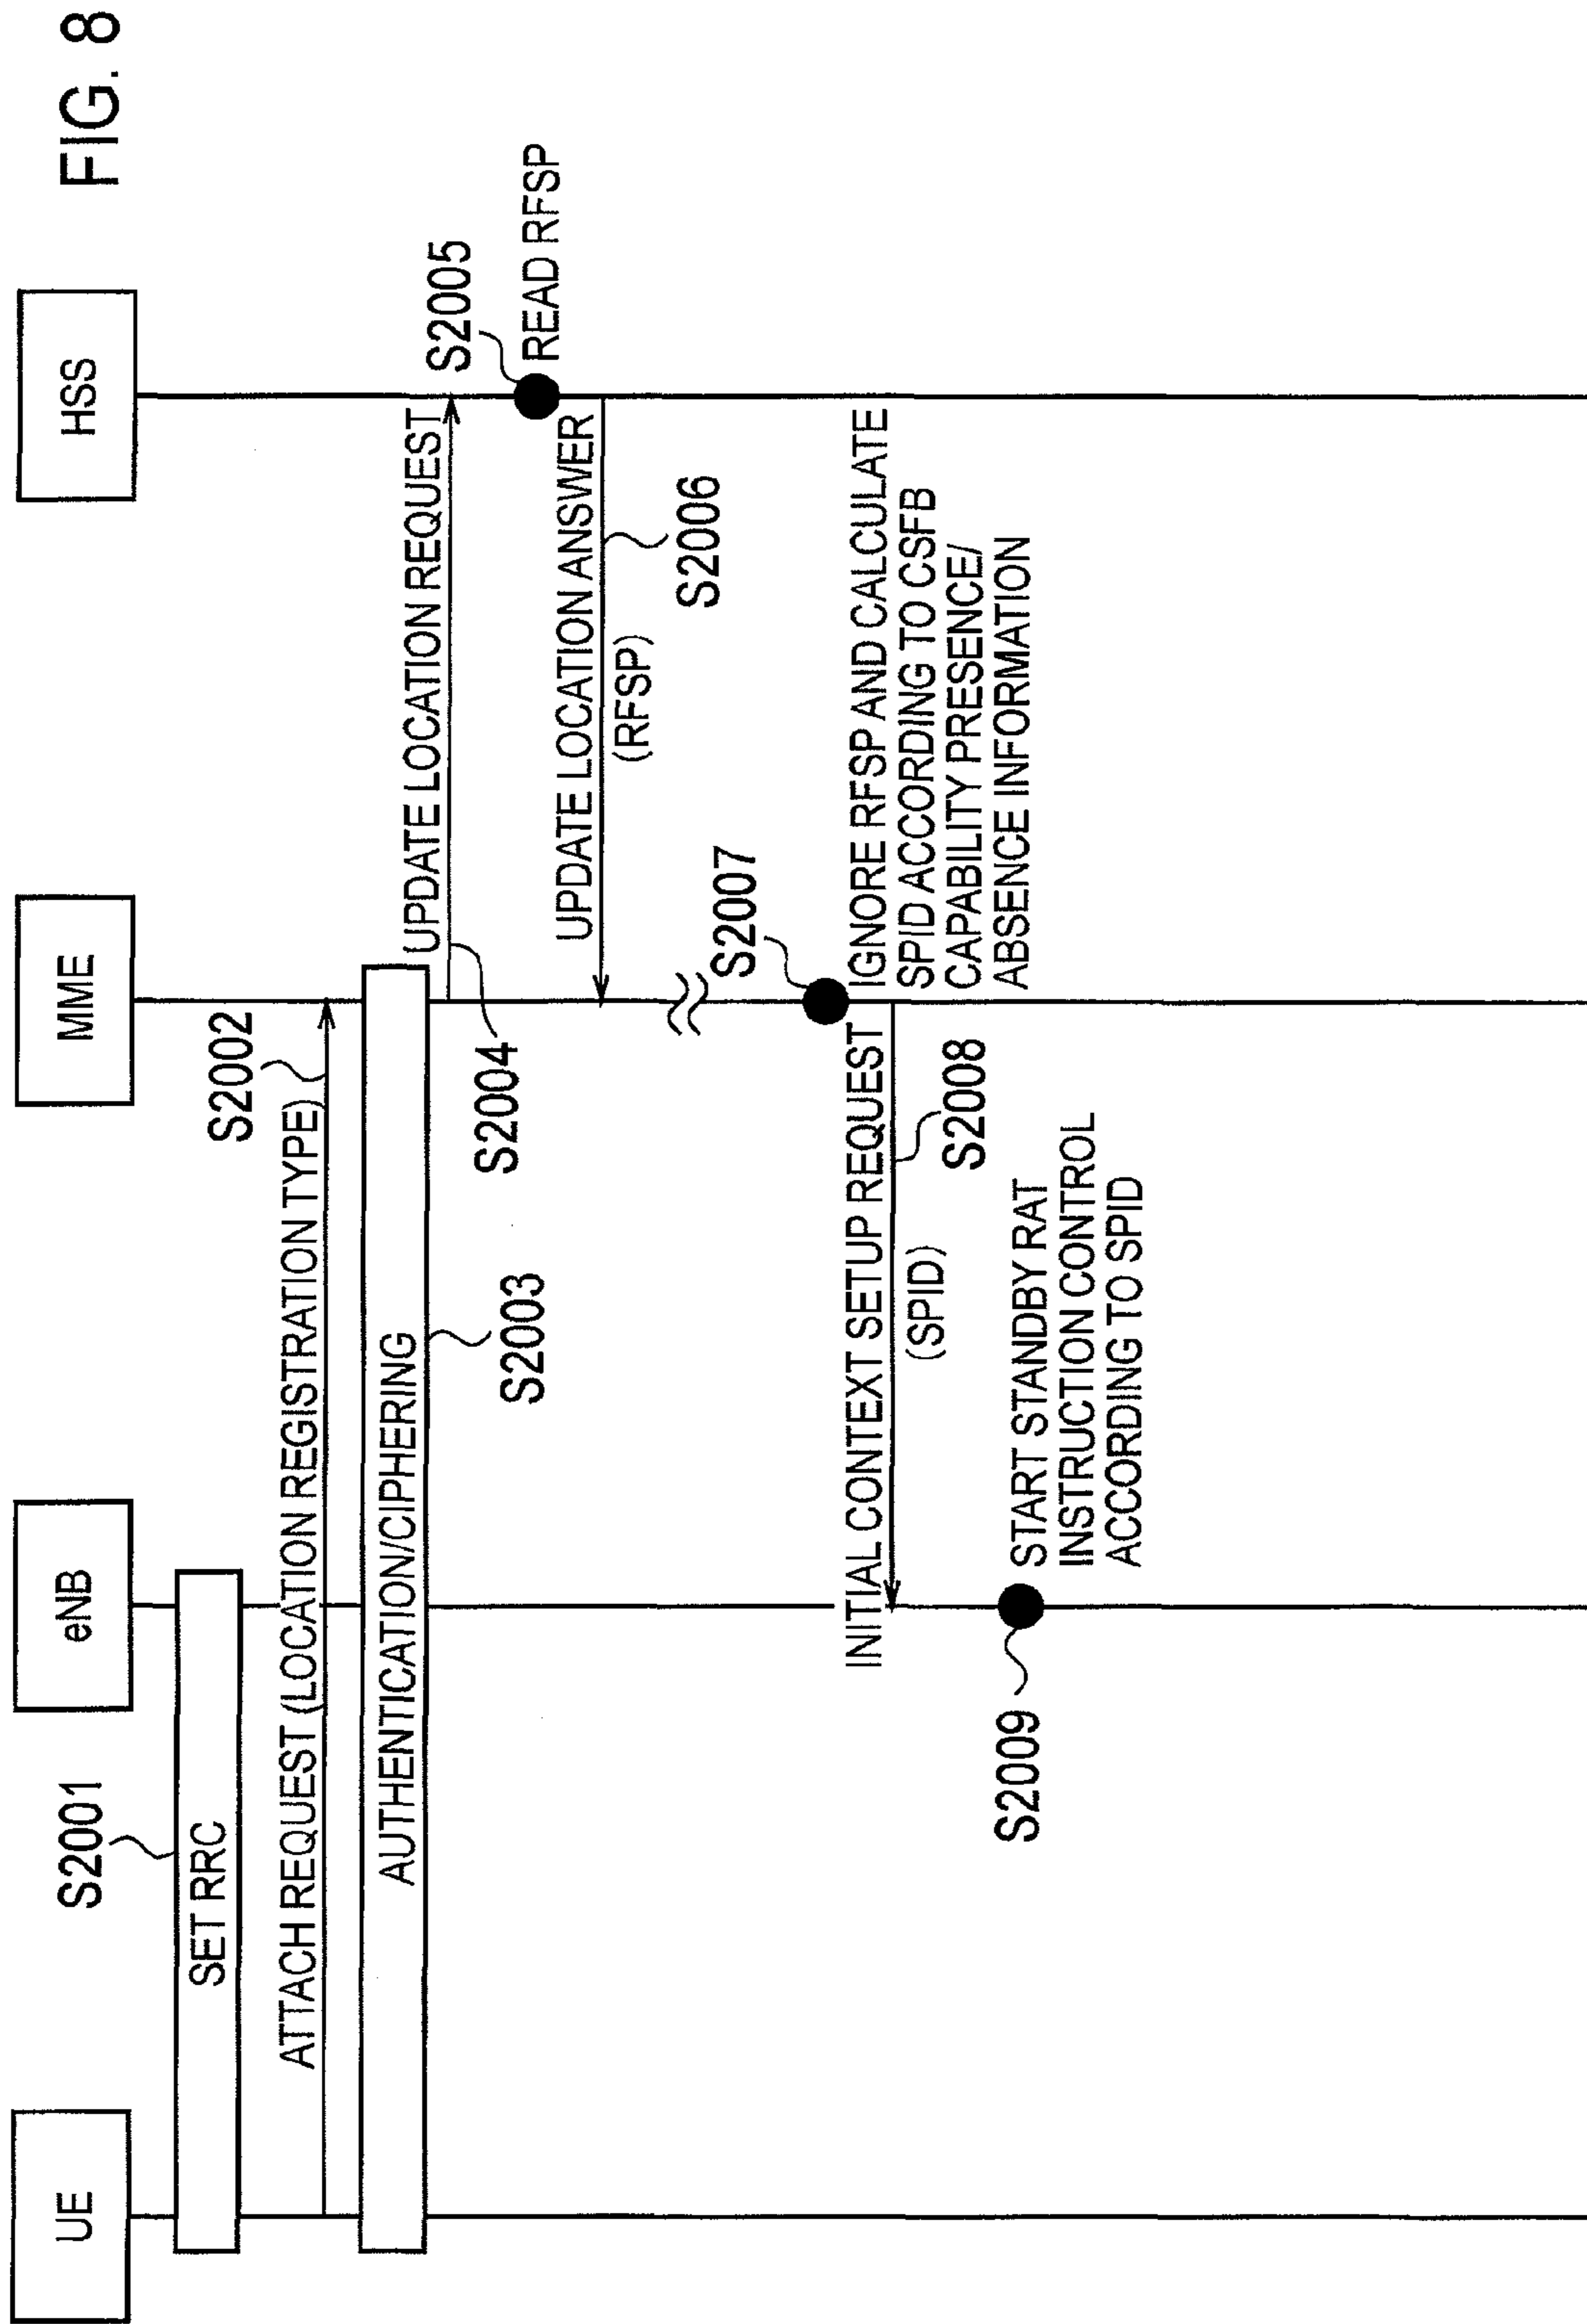 FIG. 8
UE
eNB
MME
HSS
S2001
SET RRC
S2002
ATTACH REQUEST (LOCATION REGISTRATION TYPE)
AUTHENTICATION/CIPHERING
S2003
UPDATE LOCATION REQUEST
S2004
S2005
READ RFSP
UPDATE LOCATION ANSWER
(RFSP)
S2006
S2007
IGNORE RFSP AND CALCULATE
SPID ACCORDING TO CSFB
CAPABILITY PRESENCE/
ABSENCE INFORMATION
INITIAL CONTEXT SETUP REQUEST
(SPID)
S2008
S2009
START STANDBY RAT
INSTRUCTION CONTROL
ACCORDING TO SPID